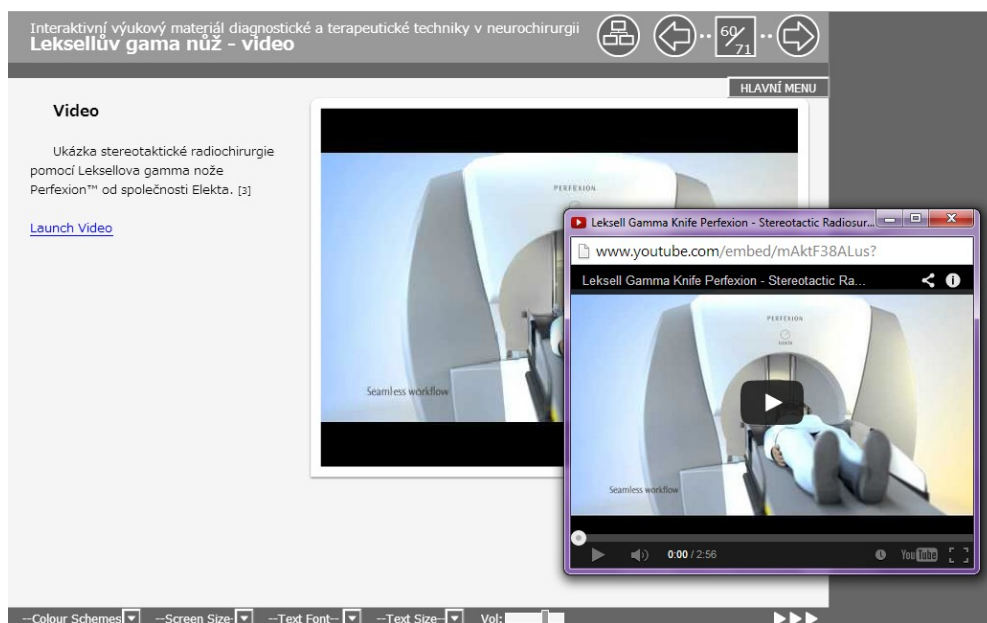 Interaktivní výukový materiál diagnostické a terapeutické techniky v neurochirurgii
Leksellův gama nůž - video
60/71
HLAVNÍ MENU
Video
Ukázka stereotaktické radiochirurgie
pomocí Leksellova gamma nože
Perfexion™ od společnosti Elekta. [3]
Launch Video
PERFEXION
Seamless workflow
Leksell Gamma Knife Perfexion - Stereotactic Radiosur...
www.youtube.com/embed/mAktF38ALus?
Leksell Gamma Knife Perfexion - Stereotactic Ra...
PERFEXION
Seamless workflow
0:00 / 2:56
YouTube
--Colour Schemes
--Screen Size-
--Text Font--
--Text Size--
Vol: